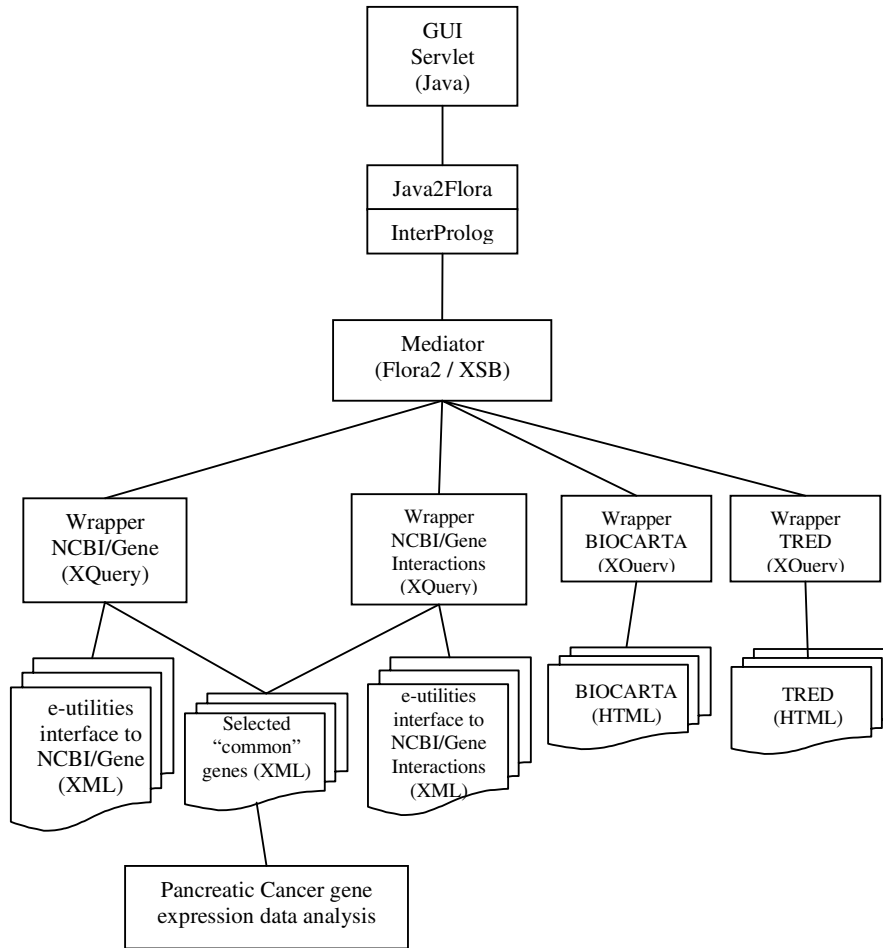 GUI
Servlet
(Java)
Java2Flora
InterProlog
Mediator
(Flora2 / XSB)
Wrapper
NCBI/Gene
(XQuery)
Wrapper
NCBI/Gene
Interactions
(XQuery)
Wrapper
BIOCARTA
(XQuery)
Wrapper
TRED
(XQuery)
e-utilities
interface to
NCBI/Gene
(XML)
Selected
“common”
genes (XML)
e-utilities
interface to
NCBI/Gene
Interactions
(XML)
BIOCARTA
(HTML)
TRED
(HTML)
Pancreatic Cancer gene
expression data analysis